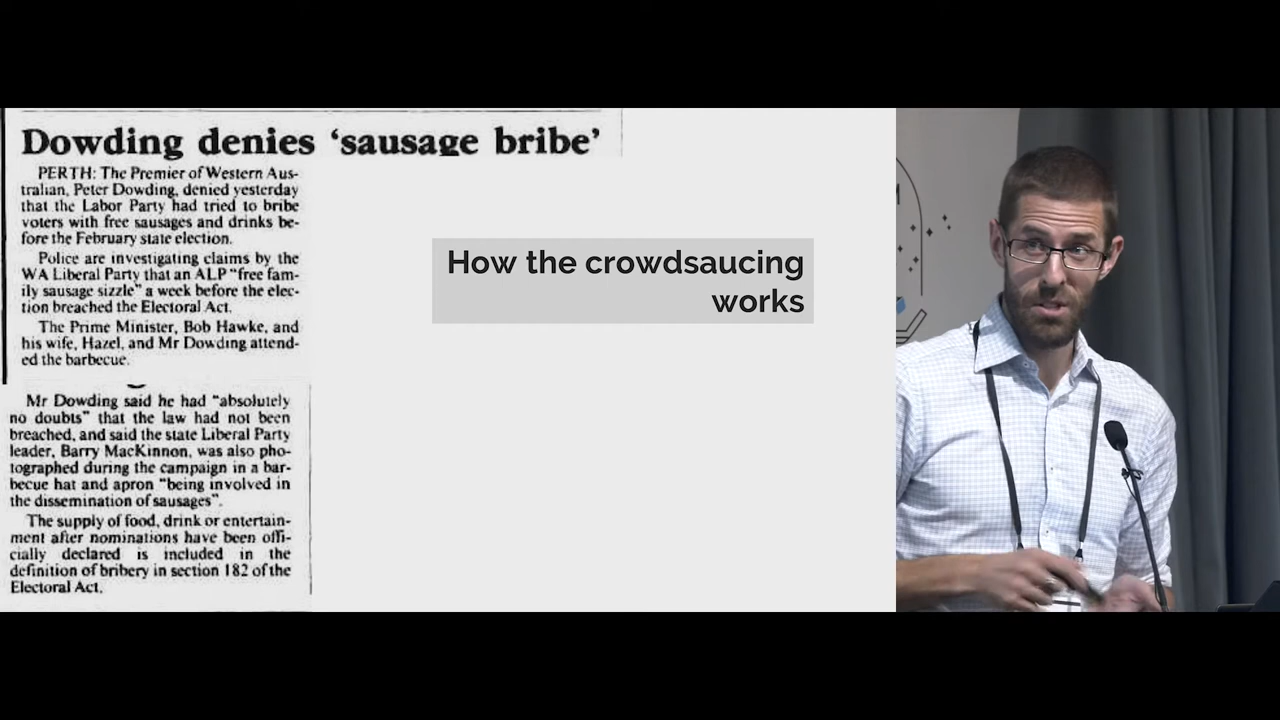 Dowding denies ‘sausage bribe’
PERTH: The Premier of Western Aus-
tralian, Peter Dowding, denied yesterday
that the Labor Party had tried to bribe
voters with free sausages and drinks be-
fore the February state election.
Police are investigating claims by the
WA Liberal Party that an ALP “free fam-
ily sausage sizzle” a week before the elec-
tion breached the Electoral Act.
The Prime Minister, Bob Hawke, and
his wife, Hazel, and Mr Dowding attend-
ed the barbecue.
Mr Dowding said he had “absolutely
no doubts” that the law had not been
breached, and said the state Liberal Party
leader, Barry MacKinnon, was also pho-
tographed during the campaign in a bar-
becue hat and apron “being involved in
the dissemination of sausages”.
The supply of food, drink or entertain-
ment after nominations have been offi-
cially declared is included in the
definition of bribery in section 182 of the
Electoral Act.
How the crowdsaucing
works